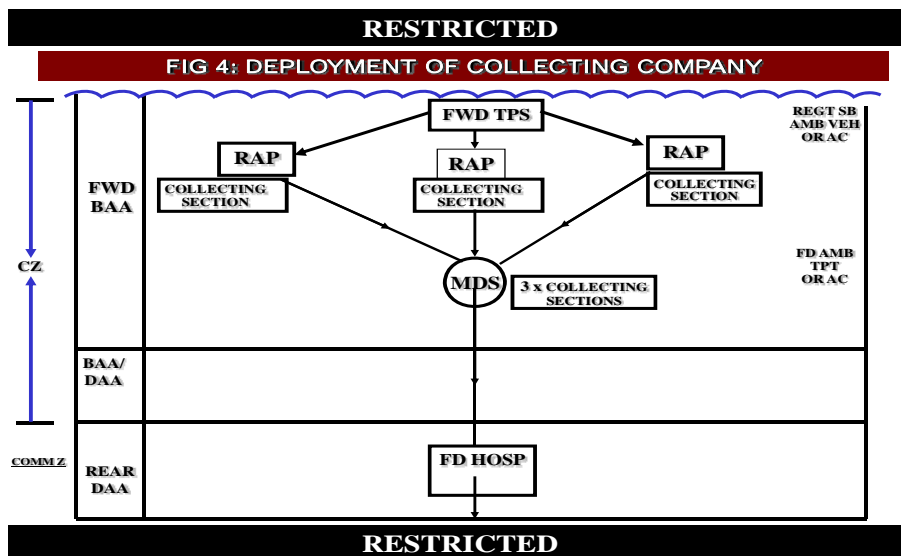 RESTRICTED
FIG 4: DEPLOYMENT OF COLLECTING COMPANY
FWD TPS
REGT SB
AMB VEH
OR AC
RAP
RAP
RAP
FWD
BAA
COLLECTING
SECTION
COLLECTING
SECTION
COLLECTING
SECTION
CZ
FD AMB
TPT
OR AC
MDS
3 x COLLECTING
SECTIONS
BAA/
DAA
COMM Z
REAR
DAA
FD HOSP
RESTRICTED